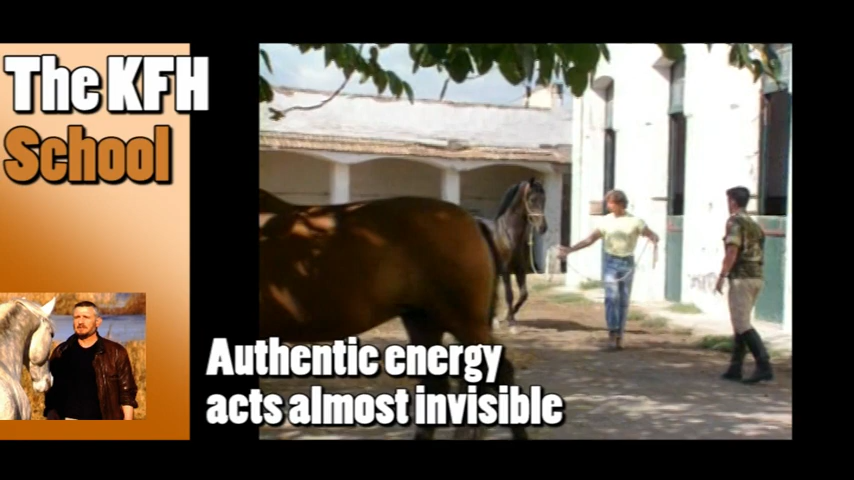 The KFH
School
Authentic energy
acts almost invisible